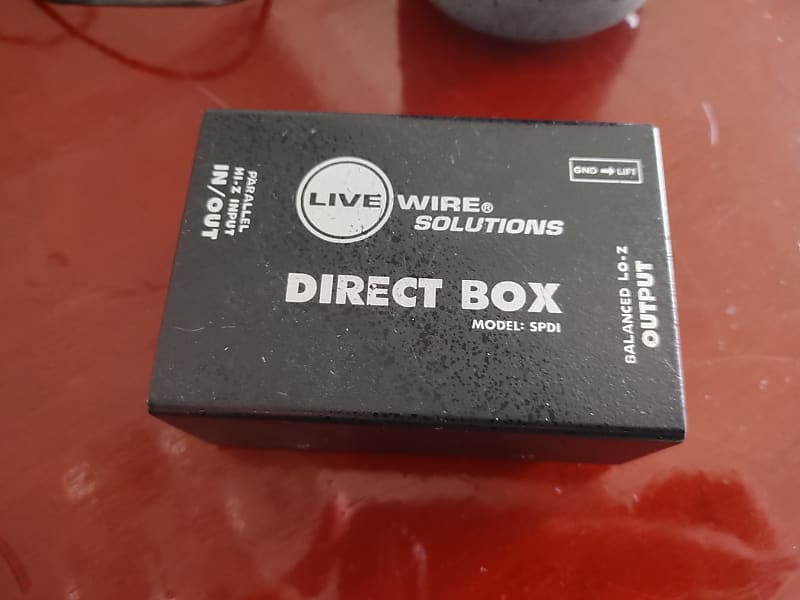 PARALLEL
HI-Z INPUT
IN/OUT
LIVE WIRE®
SOLUTIONS
DIRECT BOX
MODEL: SPDI
GND ➡ LIFT
BALANCED LO-Z
OUTPUT